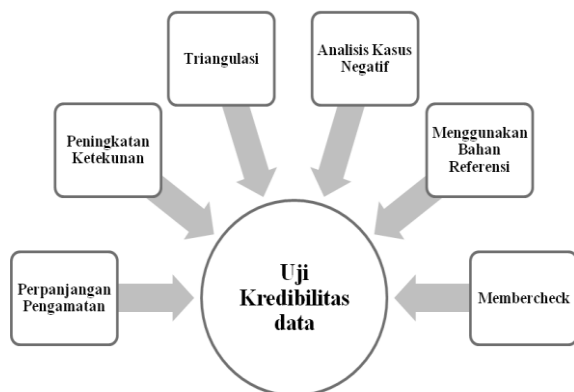 Triangulasi
Analisis Kasus
Negatif
Peningkatan
Ketekunan
Menggunakan
Bahan
Referensi
Perpanjangan
Pengamatan
Uji
Kredibilitas
data
Membercheck